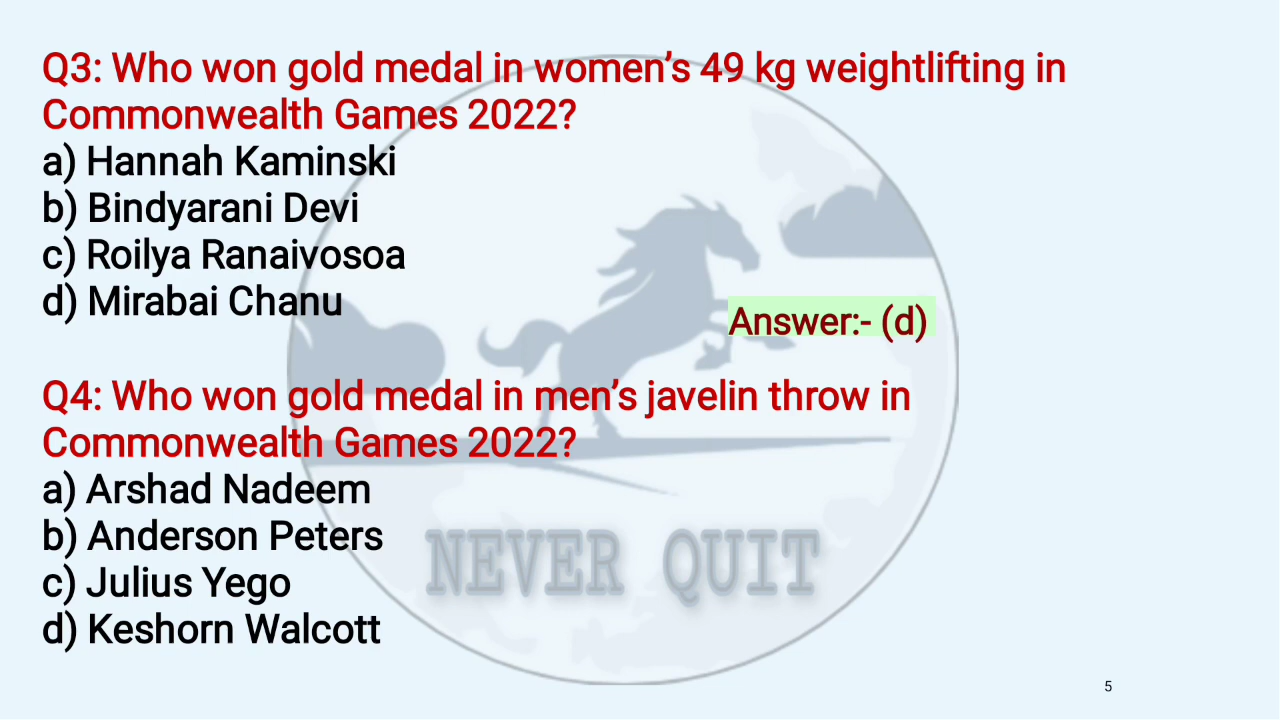 Q3: Who won gold medal in women’s 49 kg weightlifting in
Commonwealth Games 2022?
a) Hannah Kaminski
b) Bindyarani Devi
c) Roilya Ranaivosoa
d) Mirabai Chanu
Answer:- (d)
Q4: Who won gold medal in men’s javelin throw in
Commonwealth Games 2022?
a) Arshad Nadeem
b) Anderson Peters
c) Julius Yego
d) Keshorn Walcott
NEVER QUIT
5